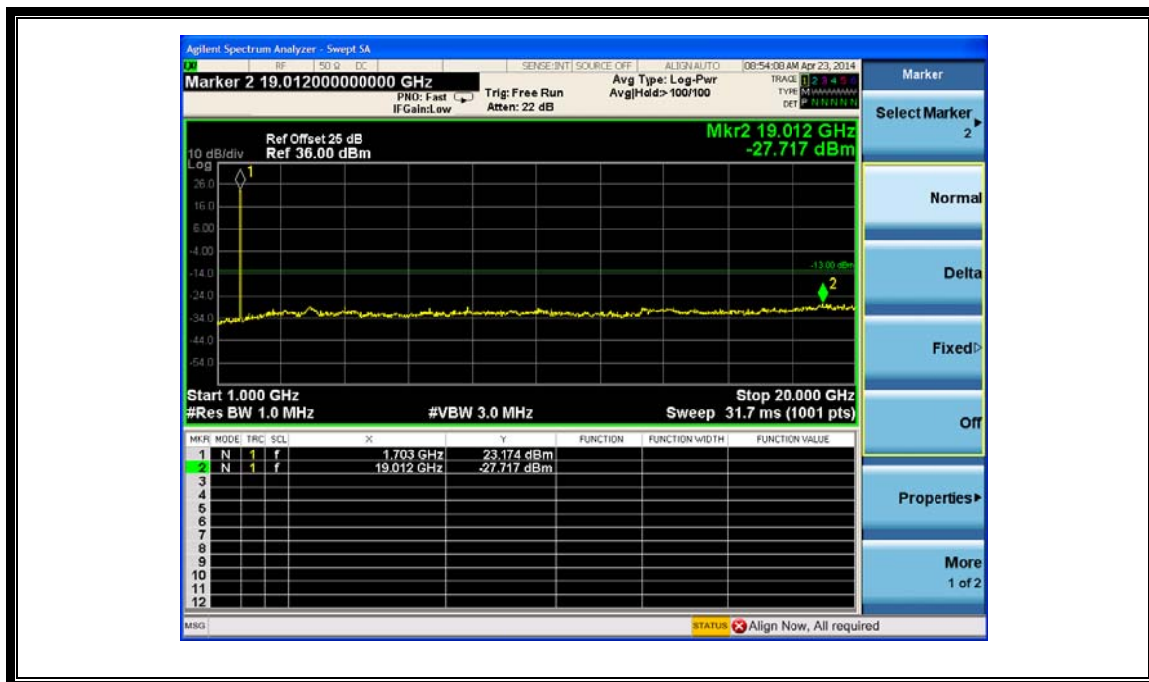 Agilent Spectrum Analyzer - Swept SA
RF 50 Ω DC SENSE:INT SOURCE OFF ALIGN AUTO 08:54:08 AM Apr 23, 2014
Marker 2 19.012000000000 GHz
PNO: Fast
IFGain:Low
Trig: Free Run
Atten: 22 dB
Avg Type: Log-Pwr
Avg|Hold:>100/100
TRACE 1 2 3 4 5 6
TYPE M
DET P N N N N N
Mkr2 19.012 GHz
-27.717 dBm
Ref Offset 25 dB
10 dB/div Ref 36.00 dBm
Log
1
26.0
16.0
6.00
-4.00
-13.00 dBm
-14.0
2
-24.0
-34.0
-44.0
-54.0
Start 1.000 GHz Stop 20.000 GHz
#Res BW 1.0 MHz #VBW 3.0 MHz Sweep 31.7 ms (1001 pts)
MKR MODE TRC SCL X Y FUNCTION FUNCTION WIDTH FUNCTION VALUE
1 N 1 f 1.703 GHz 23.174 dBm
2 N 1 f 19.012 GHz -27.717 dBm
3
4
5
6
7
8
9
10
11
12
MSG STATUS Align Now, All required
Marker
Select Marker
2
Normal
Delta
Fixed
Off
Properties
More
1 of 2